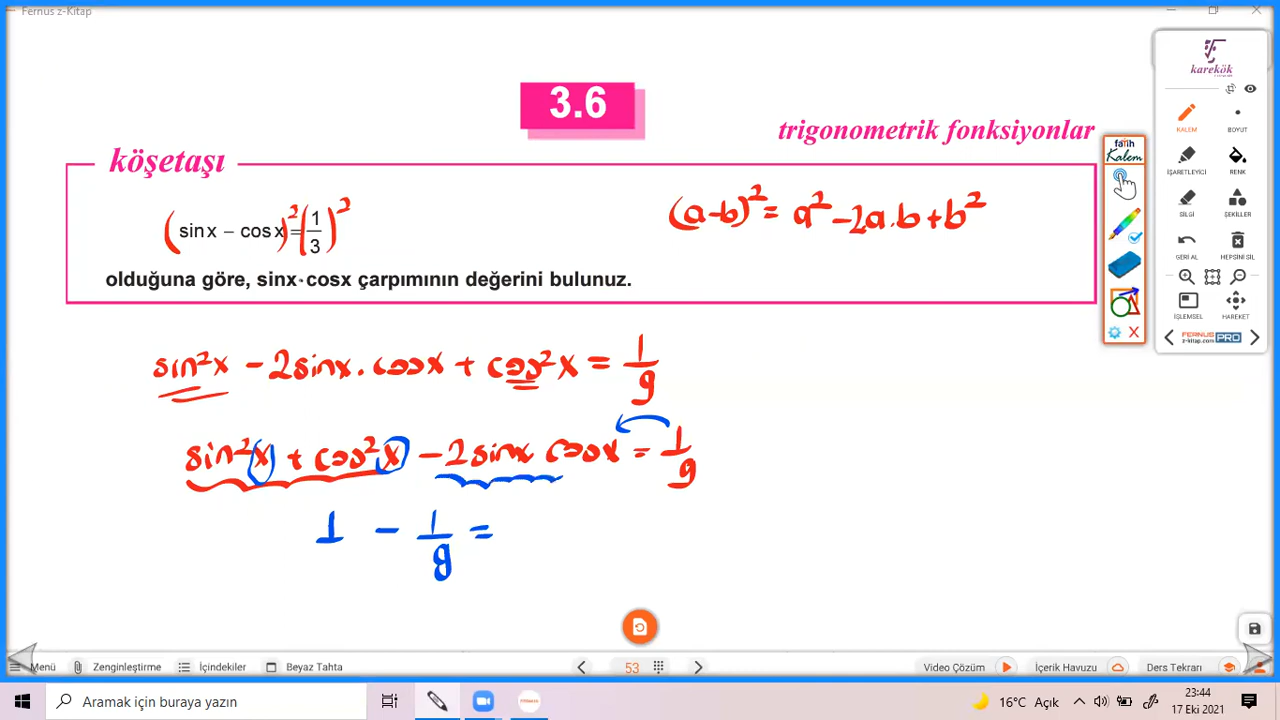 Fernus z-Kitap
karekök
3.6
trigonometrik fonksiyonlar
köşetaşı
(sinx – cosx)² = (1/3)²
(a-b)² = a² - 2a.b + b²
olduğuna göre, sinx·cosx çarpımının değerini bulunuz.
sin²x - 2sinx.cosx + cos²x = 1/9
sin²x + cos²x - 2sinx cosx = 1/9
1 - 1/9 =
fatih
Kalem
KALEM
BOYUT
İŞARETLEYİCİ
RENK
SİLGİ
ŞEKİLLER
GERİ AL
HEPSİNİ SİL
İŞLEMSEL
HAREKET
FERNUS PRO
z-kitap.com
Menü
Zenginleştirme
İçindekiler
Beyaz Tahta
53
Video Çözüm
İçerik Havuzu
Ders Tekrarı
Aramak için buraya yazın
16°C Açık
23:44
17 Eki 2021